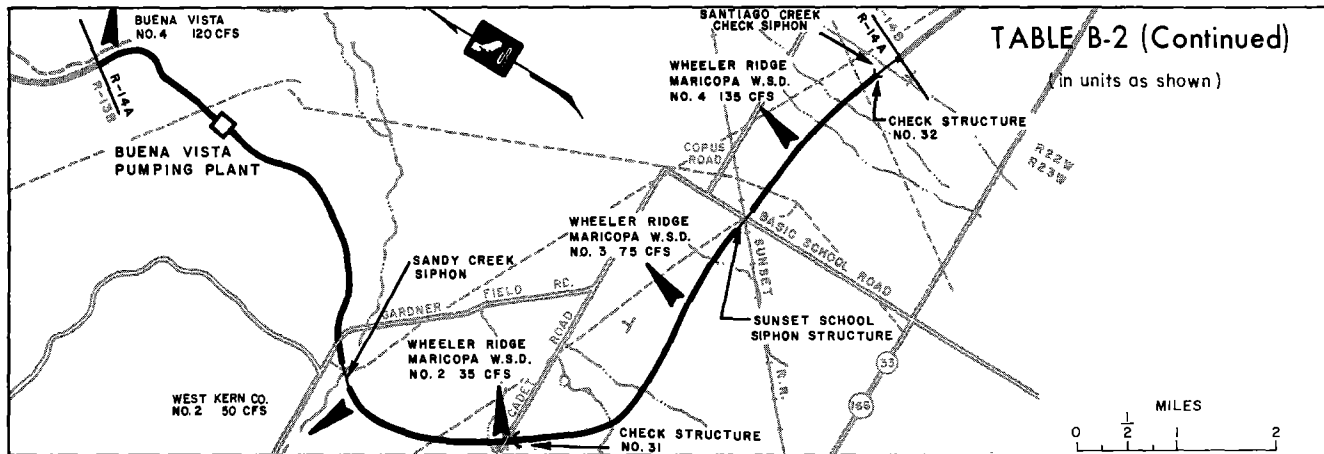 BUENA VISTA
NO. 4 120 CFS
R-14A
R-13B
BUENA VISTA
PUMPING PLANT
SANTIAGO CREEK
CHECK SIPHON
R-14B
R-14A
TABLE B-2 (Continued)
(in units as shown)
WHEELER RIDGE
MARICOPA W.S.D.
NO. 4 135 CFS
CHECK STRUCTURE
NO. 32
COPUS
ROAD
R22W
R23W
WHEELER RIDGE
MARICOPA W.S.D.
NO. 3 75 CFS
BASIC SCHOOL ROAD
SUNSET
R.R.
SANDY CREEK
SIPHON
GARDNER FIELD RD.
SUNSET SCHOOL
SIPHON STRUCTURE
WHEELER RIDGE
MARICOPA W.S.D.
NO. 2 35 CFS
CADET ROAD
33
166
WEST KERN CO.
NO. 2 50 CFS
CHECK STRUCTURE
NO. 31
MILES
0 1/2 1 2